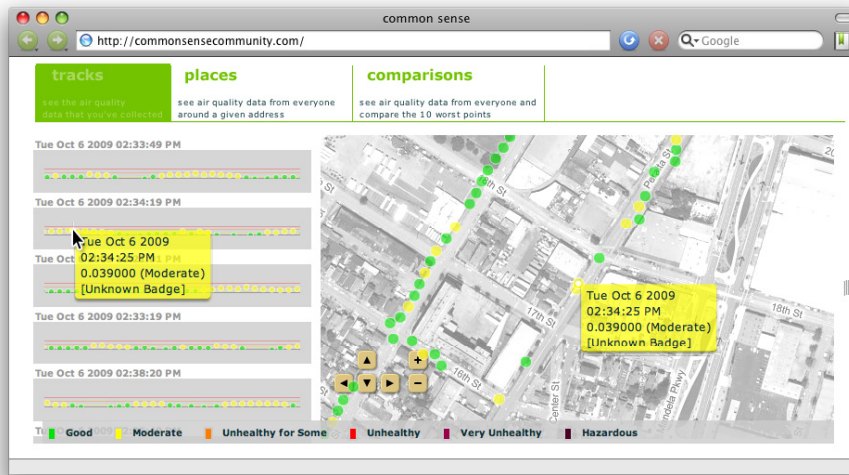 common sense
http://commonsensecommunity.com/
Google
tracks
see the air quality
data that you've collected
places
see air quality data from everyone
around a given address
comparisons
see air quality data from everyone and
compare the 10 worst points
Tue Oct 6 2009 02:33:49 PM
Tue Oct 6 2009 02:34:19 PM
Tue Oct 6 2009
02:34:25 PM
0.039000 (Moderate)
[Unknown Badge]
Tue Oct 6 2009 02:33:19 PM
Tue Oct 6 2009 02:38:20 PM
26th St
Peralta St
17th St
18th St
16th St
Center St
Mandela Pkwy
Tue Oct 6 2009
02:34:25 PM
0.039000 (Moderate)
[Unknown Badge]
Good
Moderate
Unhealthy for Some
Unhealthy
Very Unhealthy
Hazardous